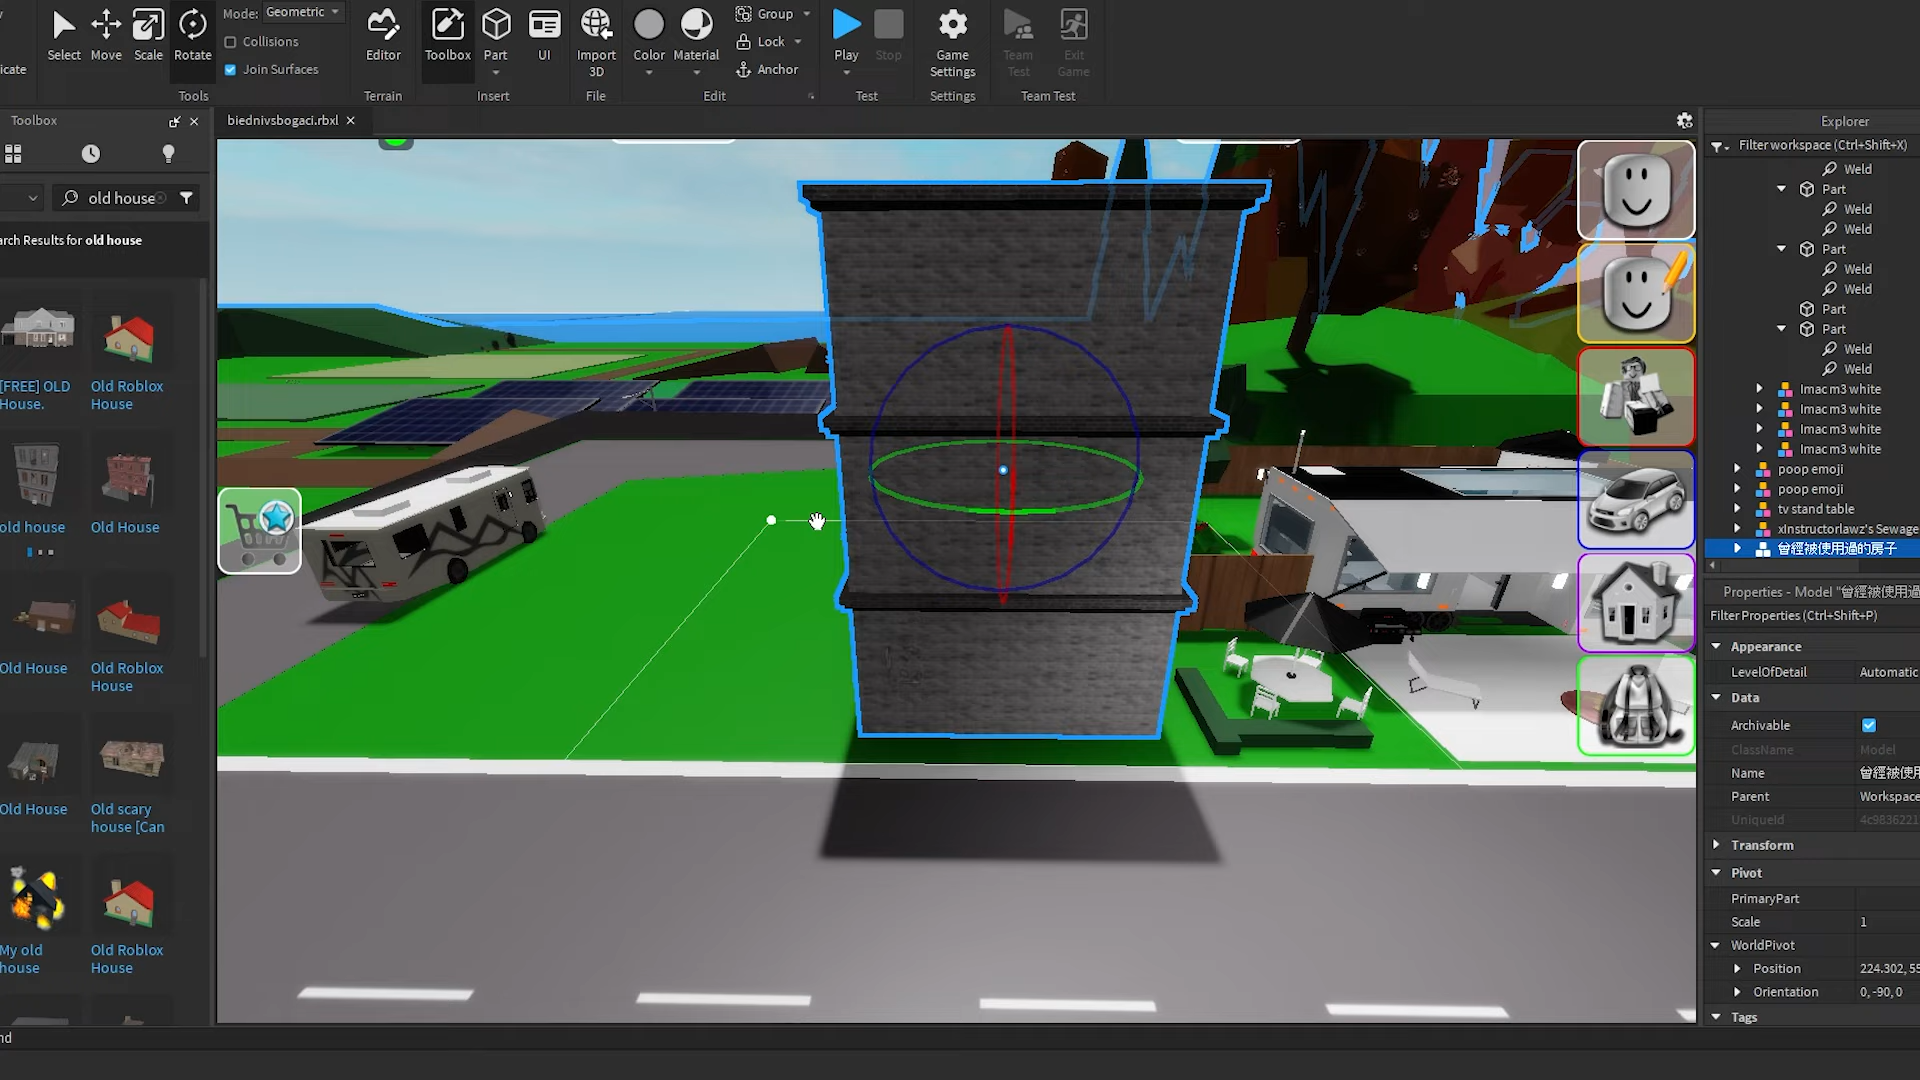 Mode: Geometric
Collisions
Join Surfaces
Select
Move
Scale
Rotate
Tools
icate
Editor
Terrain
Toolbox
Part
UI
Insert
Import
3D
File
Color
Material
Group
Lock
Anchor
Edit
Play
Stop
Test
Game
Settings
Settings
Team
Test
Exit
Game
Team Test
Toolbox
old house
arch Results for old house
[FREE] OLD
House.
Old Roblox
House
old house
Old House
Old House
Old Roblox
House
Old House
Old scary
house [Can
My old
house
Old Roblox
House
nd
biednivsbogaci.rbxl
Explorer
Filter workspace (Ctrl+Shift+X)
Weld
Part
Weld
Weld
Part
Weld
Weld
Part
Part
Weld
Weld
Imac m3 white
Imac m3 white
Imac m3 white
Imac m3 white
poop emoji
poop emoji
tv stand table
xInstructorlawz's Sewage
曾經被使用過的房子
Properties - Model "曾經被使用過
Filter Properties (Ctrl+Shift+P)
Appearance
LevelOfDetail Automatic
Data
Archivable
ClassName Model
Name 曾經被使用
Parent Workspace
UniqueId 4c9836221
Transform
Pivot
PrimaryPart
Scale 1
WorldPivot
Position 224.302, 55
Orientation 0, -90, 0
Tags